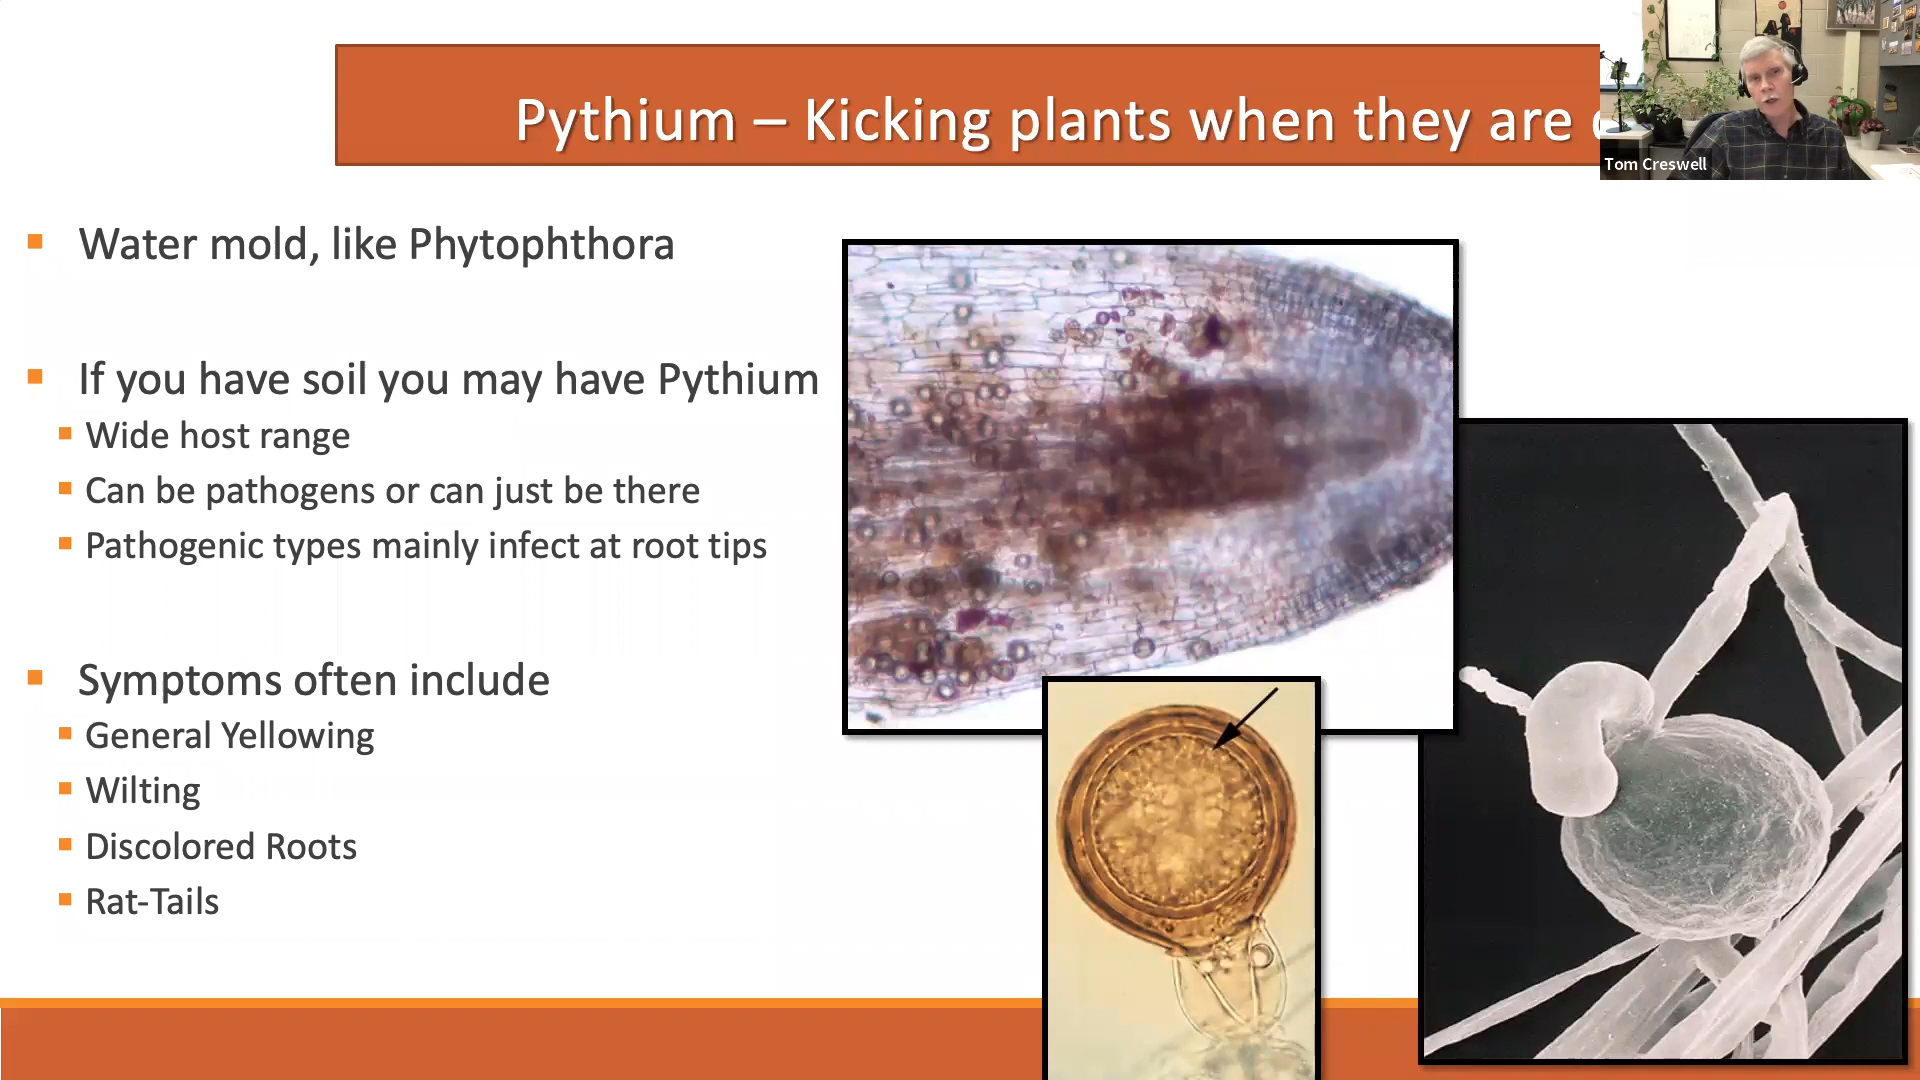 Pythium – Kicking plants when they are
Tom Creswell
Water mold, like Phytophthora
If you have soil you may have Pythium
Wide host range
Can be pathogens or can just be there
Pathogenic types mainly infect at root tips
Symptoms often include
General Yellowing
Wilting
Discolored Roots
Rat-Tails